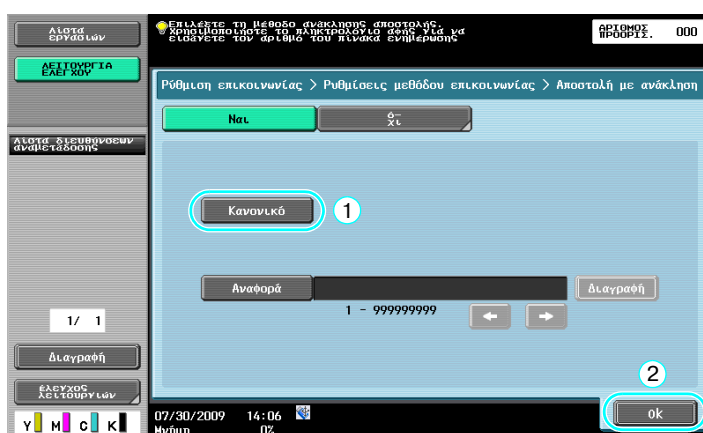 Λίστα
εργασιών
Επιλέξτε τη μέθοδο ανάκλησης αποστολής.
Χρησιμοποιήστε το πληκτρολόγιο αφής για να
εισάγετε τον αριθμό του πίνακα ενημέρωσης
ΑΡΙΘΜΟΣ
ΠΡΟΟΡΙΣ.
000
ΛΕΙΤΟΥΡΓΙΑ
ΕΛΕΓΧΟΥ
Ρύθμιση επικοινωνίας > Ρυθμίσεις μεθόδου επικοινωνίας > Αποστολή με ανάκληση
Ναι
ό-
χι
Λίστα διευθύνσεων
αναμετάδοσης
Κανονικό
1
Αναφορά
Διαγραφή
1 - 999999999
1/ 1
Διαγραφή
έλεγχος
λειτουργιών
2
Ok
07/30/2009 14:06
Μνήμη 0%
Y M C K